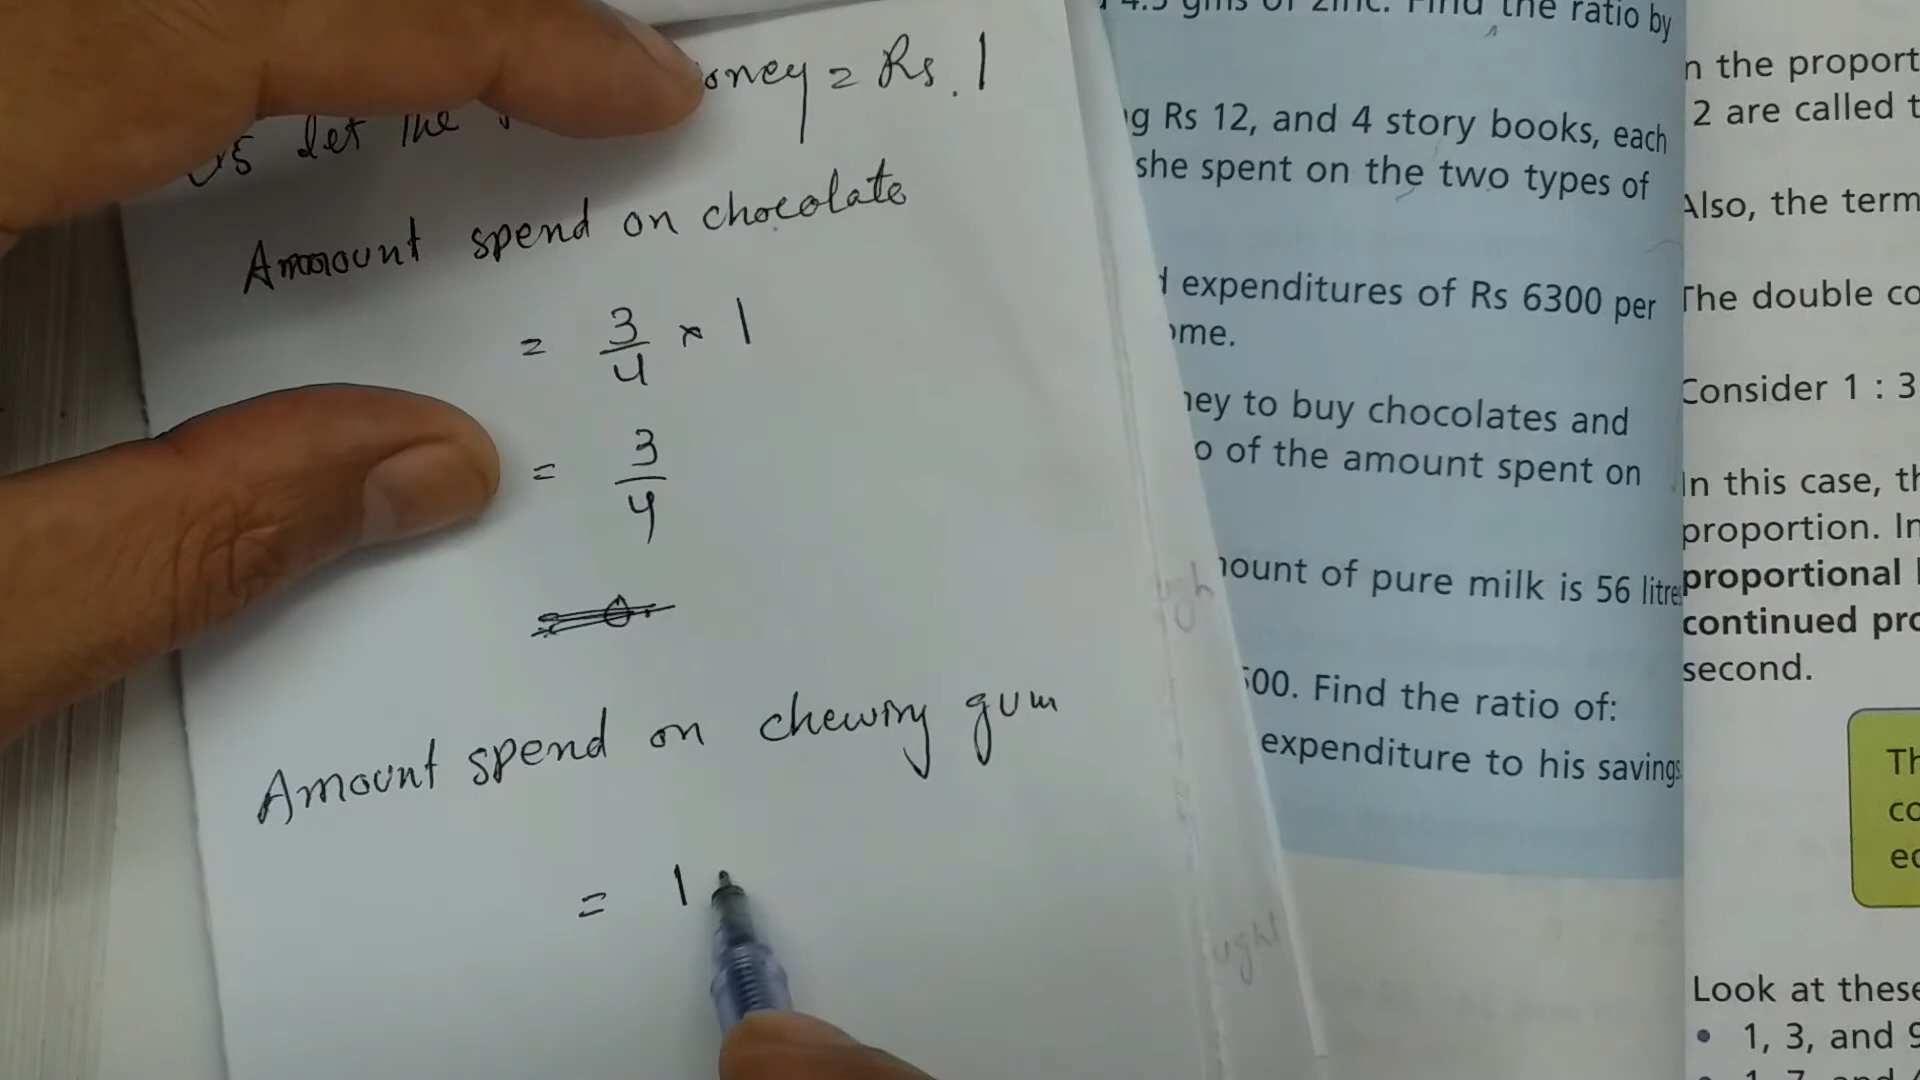 oney = Rs. 1
let the
Amount spend on chocolate
= 3/4 × 1
= 3/4
Amount spend on chewing gum
= 1
4.5 gms of zinc. Find the ratio by
g Rs 12, and 4 story books, each
she spent on the two types of
expenditures of Rs 6300 per
ome.
ney to buy chocolates and
o of the amount spent on
ount of pure milk is 56 litre
500. Find the ratio of:
expenditure to his savings
n the proport
2 are called t
Also, the term
The double co
Consider 1 : 3
In this case, th
proportion. In
proportional
continued pro
second.
Th
co
eq
Look at these
• 1, 3, and 9
ught